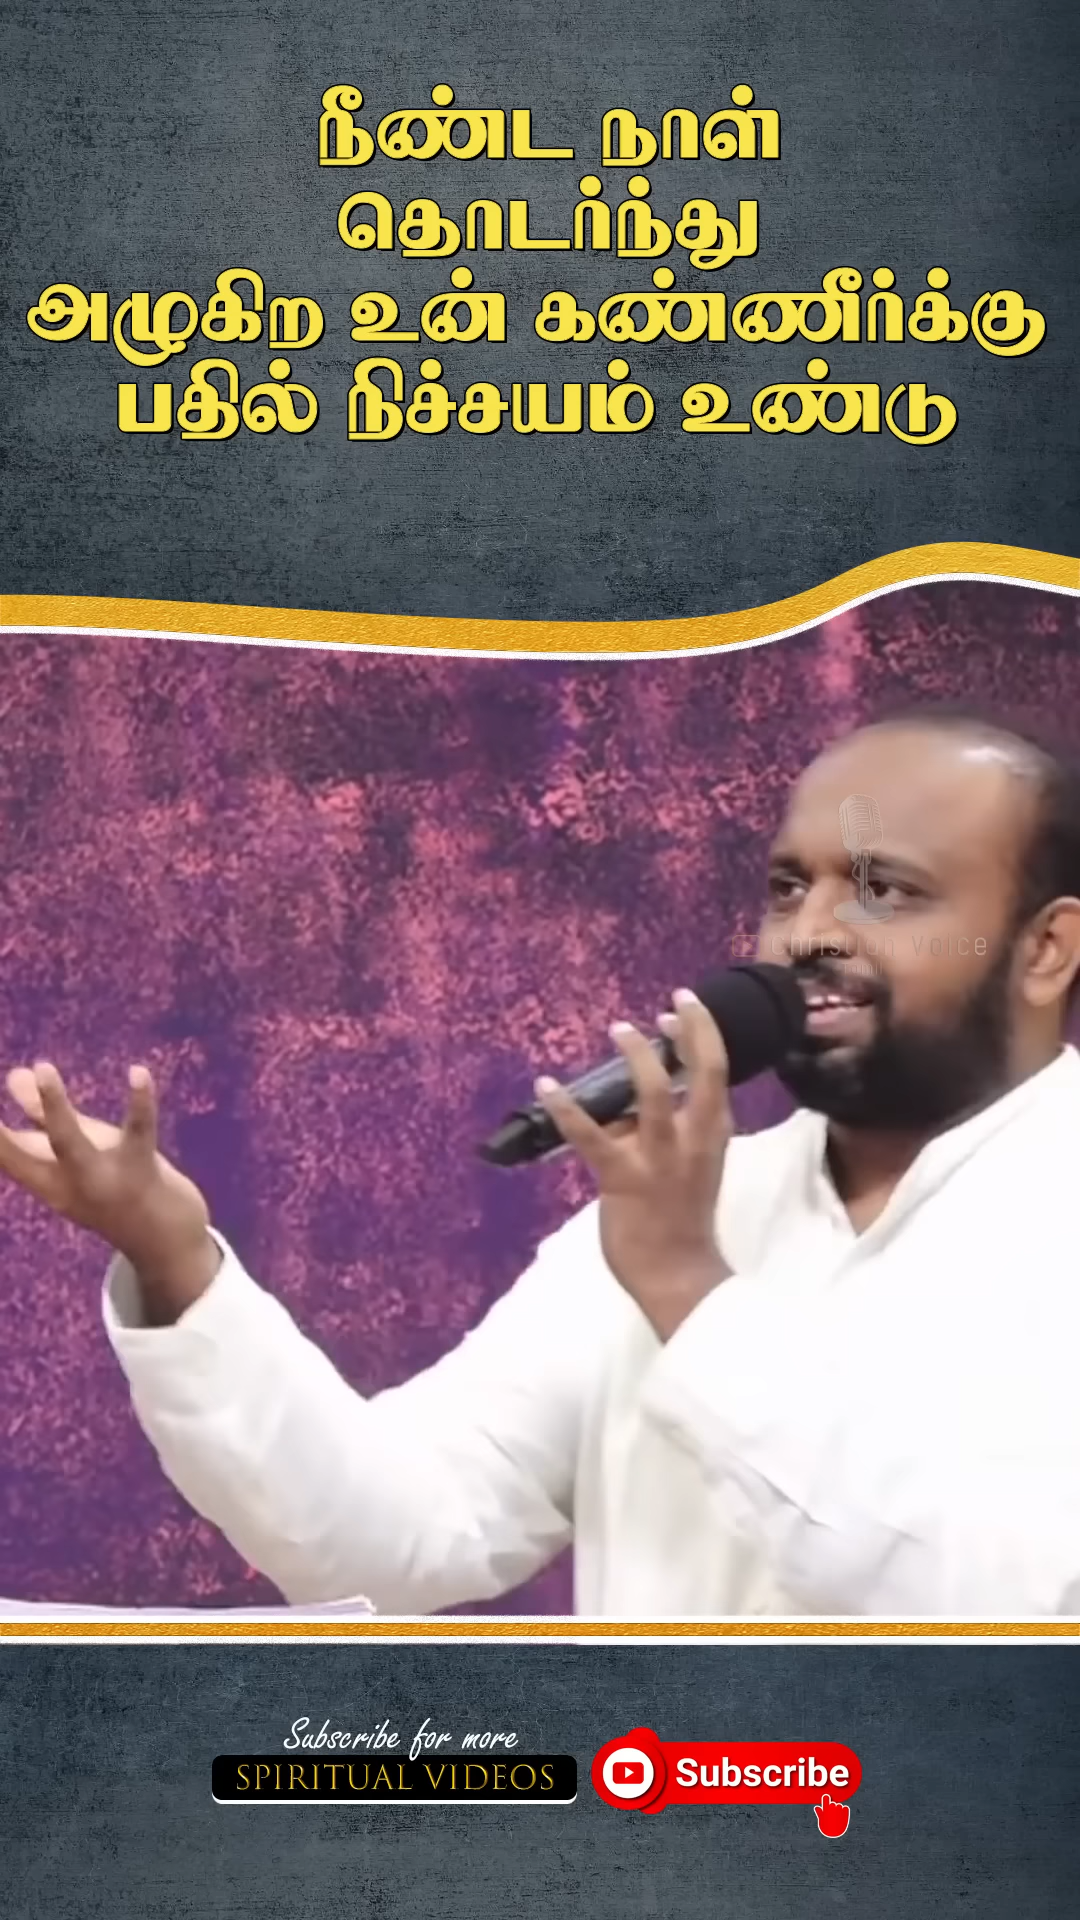 நீண்ட நாள்
தொடர்ந்து
அழுகிற உன் கண்ணீர்க்கு
பதில் நிச்சயம் உண்டு
Christian Voice
Subscribe for more
SPIRITUAL VIDEOS
Subscribe